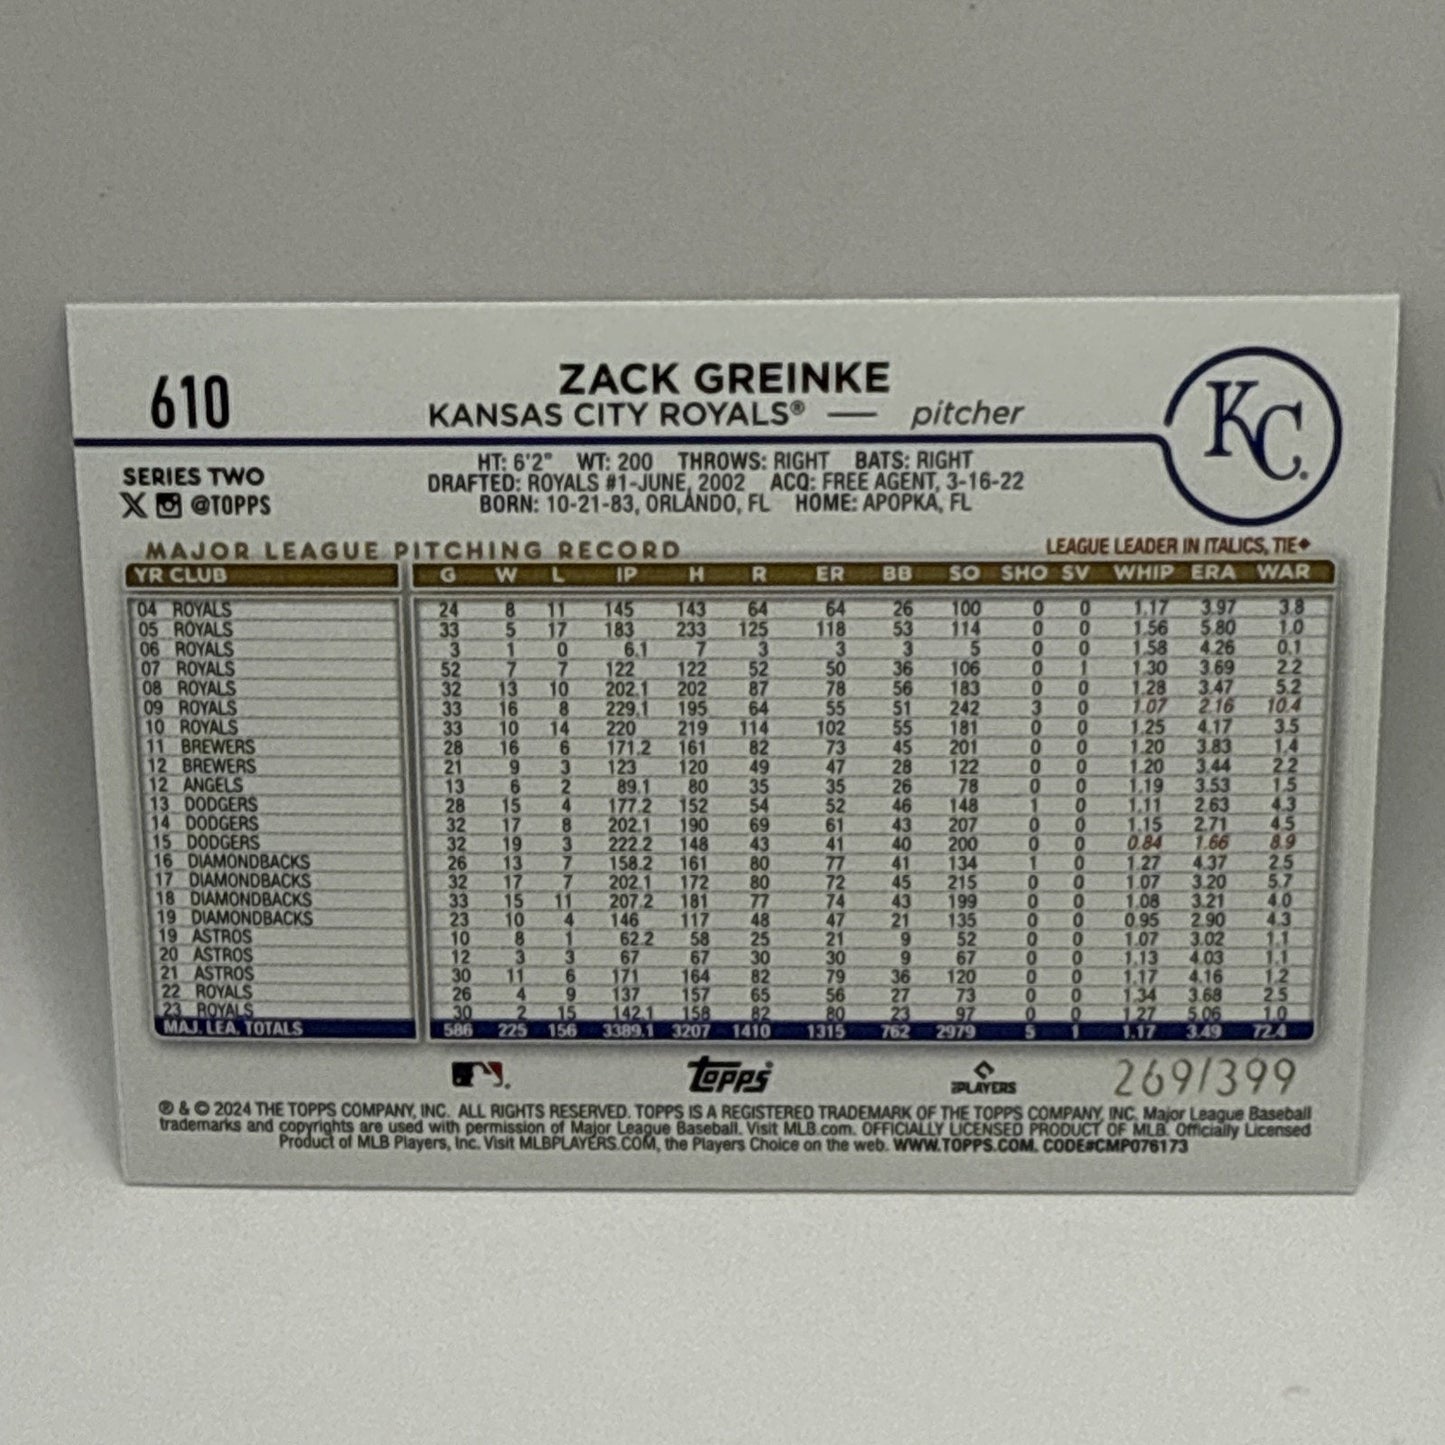 610
ZACK GREINKE
KANSAS CITY ROYALS® — pitcher
KC
SERIES TWO
X @TOPPS
HT: 6'2" WT: 200 THROWS: RIGHT BATS: RIGHT
DRAFTED: ROYALS #1-JUNE, 2002 ACQ: FREE AGENT, 3-16-22
BORN: 10-21-83, ORLANDO, FL HOME: APOPKA, FL
MAJOR LEAGUE PITCHING RECORD LEAGUE LEADER IN ITALICS, TIE◆
YR CLUB G W L IP H R ER BB SO SHO SV WHIP ERA WAR
04 ROYALS 24 8 11 145 143 64 64 26 100 0 0 1.17 3.97 3.8
05 ROYALS 33 5 17 183 233 125 118 53 114 0 0 1.56 5.80 1.0
06 ROYALS 3 1 0 6.1 7 3 3 3 5 0 0 1.58 4.26 0.1
07 ROYALS 52 7 7 122 122 52 50 36 106 0 1 1.30 3.69 2.2
08 ROYALS 32 13 10 202.1 202 87 78 56 183 0 0 1.28 3.47 5.2
09 ROYALS 33 16 8 229.1 195 64 55 51 242 3 0 1.07 2.16 10.4
10 ROYALS 33 10 14 220 219 114 102 55 181 0 0 1.25 4.17 3.5
11 BREWERS 28 16 6 171.2 161 82 73 45 201 0 0 1.20 3.83 1.4
12 BREWERS 21 9 3 123 120 49 47 28 122 0 0 1.20 3.44 2.2
12 ANGELS 13 6 2 89.1 80 35 35 26 78 0 0 1.19 3.53 1.5
13 DODGERS 28 15 4 177.2 152 54 52 46 148 1 0 1.11 2.63 4.3
14 DODGERS 32 17 8 202.1 190 69 61 43 207 0 0 1.15 2.71 4.5
15 DODGERS 32 19 3 222.2 148 43 41 40 200 0 0 0.84 1.66 8.9
16 DIAMONDBACKS 26 13 7 158.2 161 80 77 41 134 1 0 1.27 4.37 2.5
17 DIAMONDBACKS 32 17 7 202.1 172 80 72 45 215 0 0 1.07 3.20 5.7
18 DIAMONDBACKS 33 15 11 207.2 181 77 74 43 199 0 0 1.08 3.21 4.0
19 DIAMONDBACKS 23 10 4 146 117 48 47 21 135 0 0 0.95 2.90 4.3
19 ASTROS 10 8 1 62.2 58 25 21 9 52 0 0 1.07 3.02 1.1
20 ASTROS 12 3 3 67 67 30 30 9 67 0 0 1.13 4.03 1.1
21 ASTROS 30 11 6 171 164 82 79 36 120 0 0 1.17 4.16 1.2
22 ROYALS 26 4 9 137 157 65 56 27 73 0 0 1.34 3.68 2.5
23 ROYALS 30 2 15 142.1 158 82 80 23 97 0 0 1.27 5.06 1.0
MAJ. LEA. TOTALS 586 225 156 3389.1 3207 1410 1315 762 2979 5 1 1.17 3.49 72.4
Topps® PLAYERS 269/399
® & © 2024 THE TOPPS COMPANY, INC. ALL RIGHTS RESERVED. TOPPS IS A REGISTERED TRADEMARK OF THE TOPPS COMPANY, INC. Major League Baseball
trademarks and copyrights are used with permission of Major League Baseball. Visit MLB.com. OFFICIALLY LICENSED PRODUCT OF MLB. Officially Licensed
Product of MLB Players, Inc. Visit MLBPLAYERS.COM, the Players Choice on the web. WWW.TOPPS.COM. CODE#CMP076173